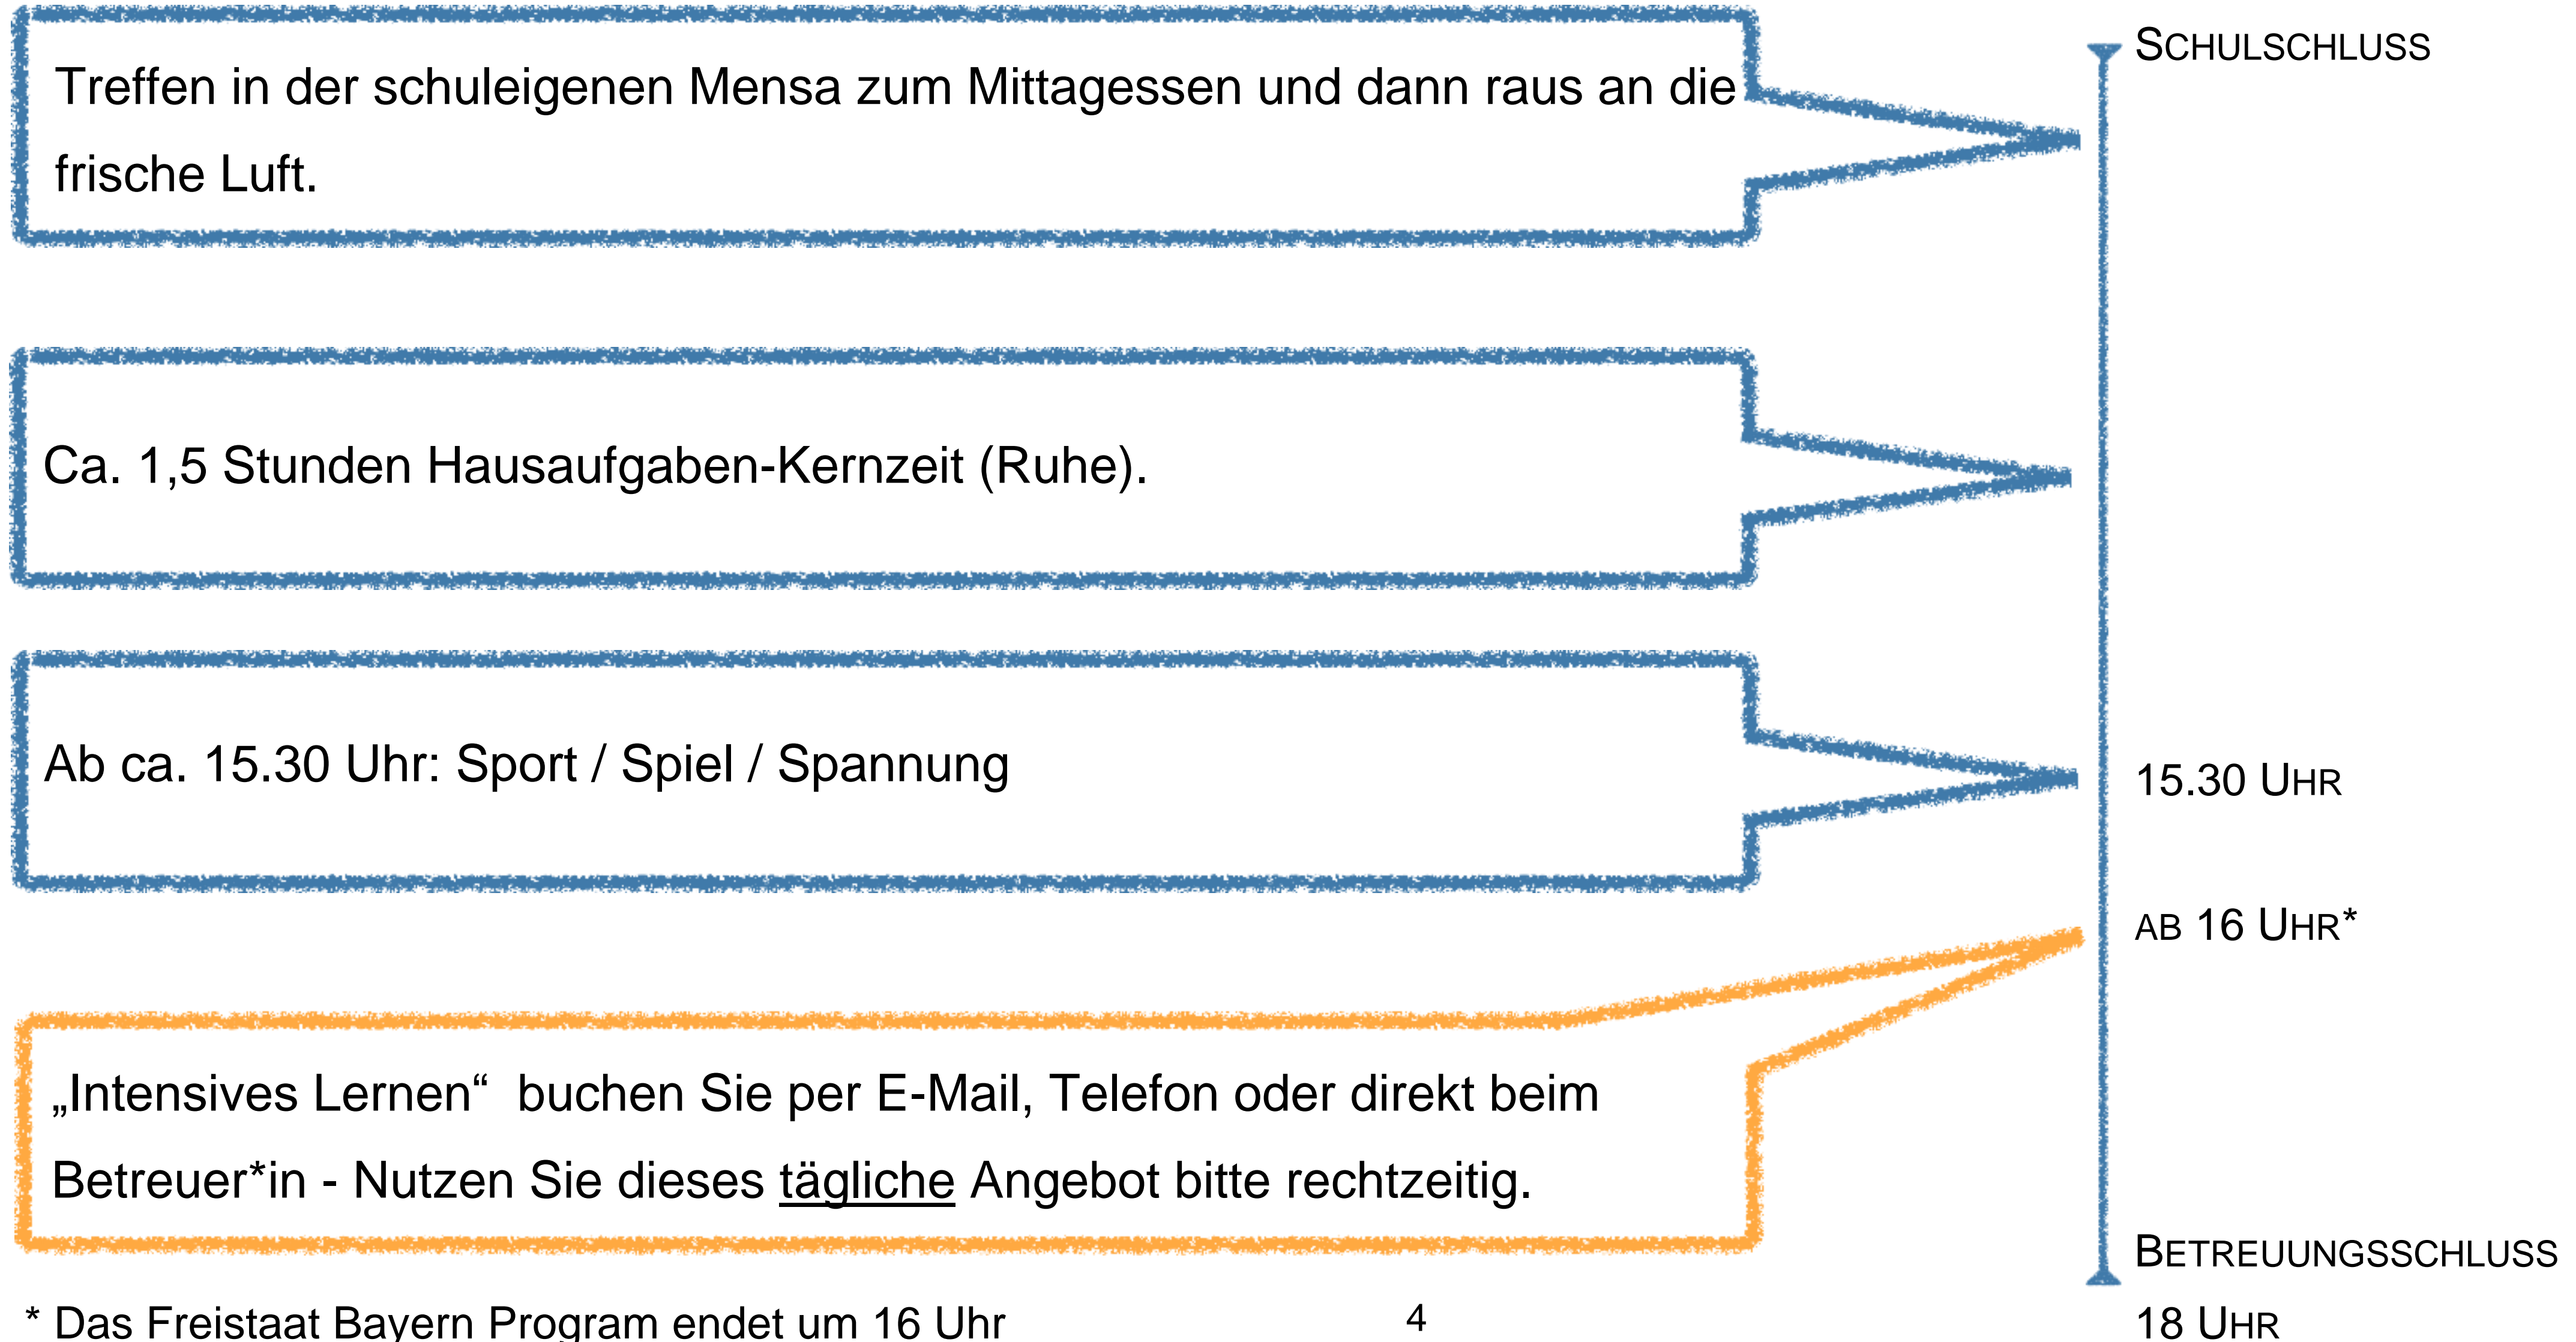 Treffen in der schuleigenen Mensa zum Mittagessen und dann raus an die
frische Luft.
SCHULSCHLUSS
Ca. 1,5 Stunden Hausaufgaben-Kernzeit (Ruhe).
Ab ca. 15.30 Uhr: Sport / Spiel / Spannung
15.30 UHR
AB 16 UHR*
„Intensives Lernen“ buchen Sie per E-Mail, Telefon oder direkt beim
Betreuer*in - Nutzen Sie dieses tägliche Angebot bitte rechtzeitig.
BETREUUNGSSCHLUSS
18 UHR
* Das Freistaat Bayern Program endet um 16 Uhr
4